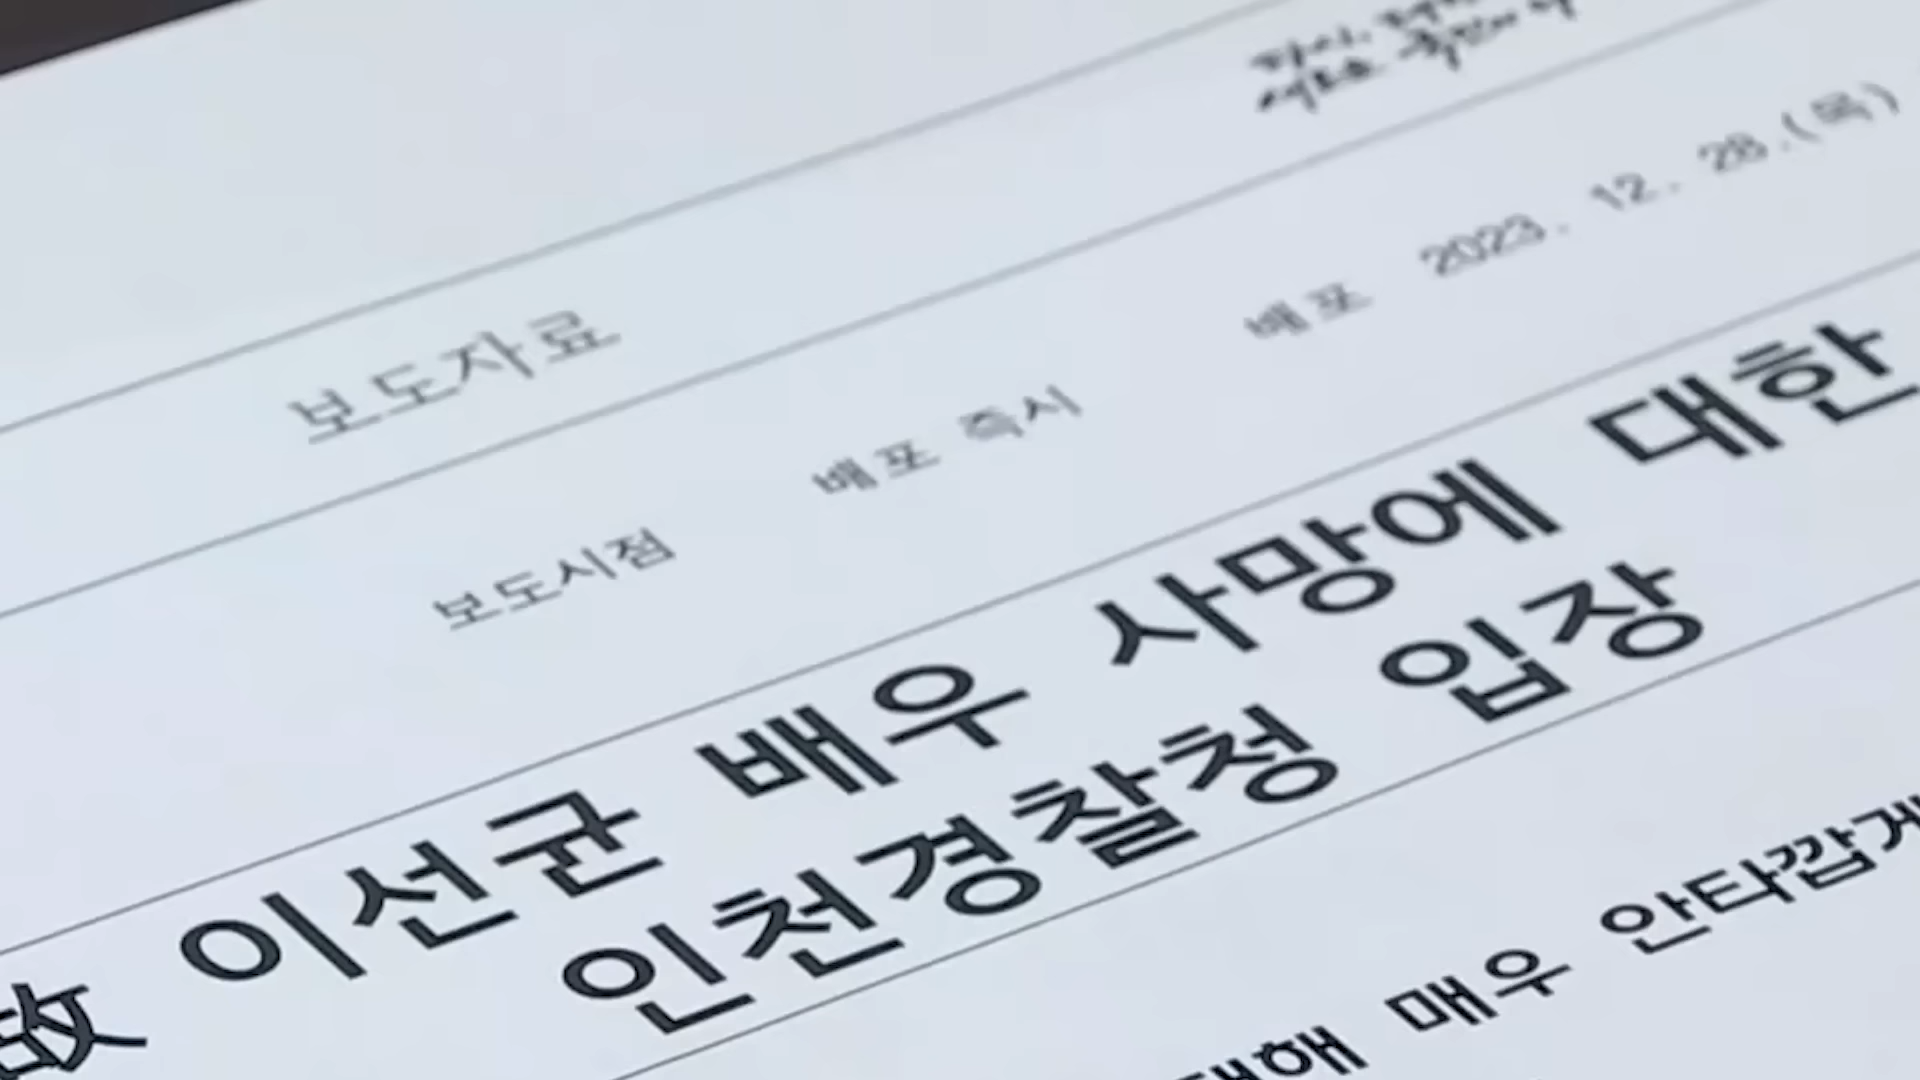 보도자료
보도시점 배포 즉시 배포 2023. 12. 28.(목)
故 이선균 배우 사망에 대한
인천경찰청 입장
매우 안타깝게